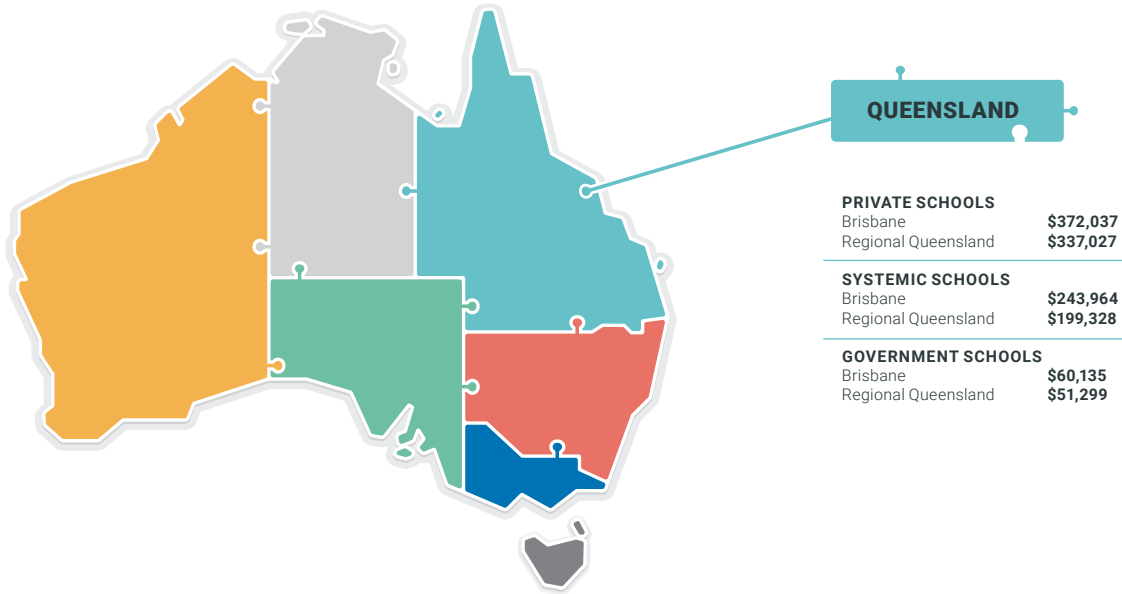 QUEENSLAND
PRIVATE SCHOOLS
Brisbane $372,037
Regional Queensland $337,027
SYSTEMIC SCHOOLS
Brisbane $243,964
Regional Queensland $199,328
GOVERNMENT SCHOOLS
Brisbane $60,135
Regional Queensland $51,299